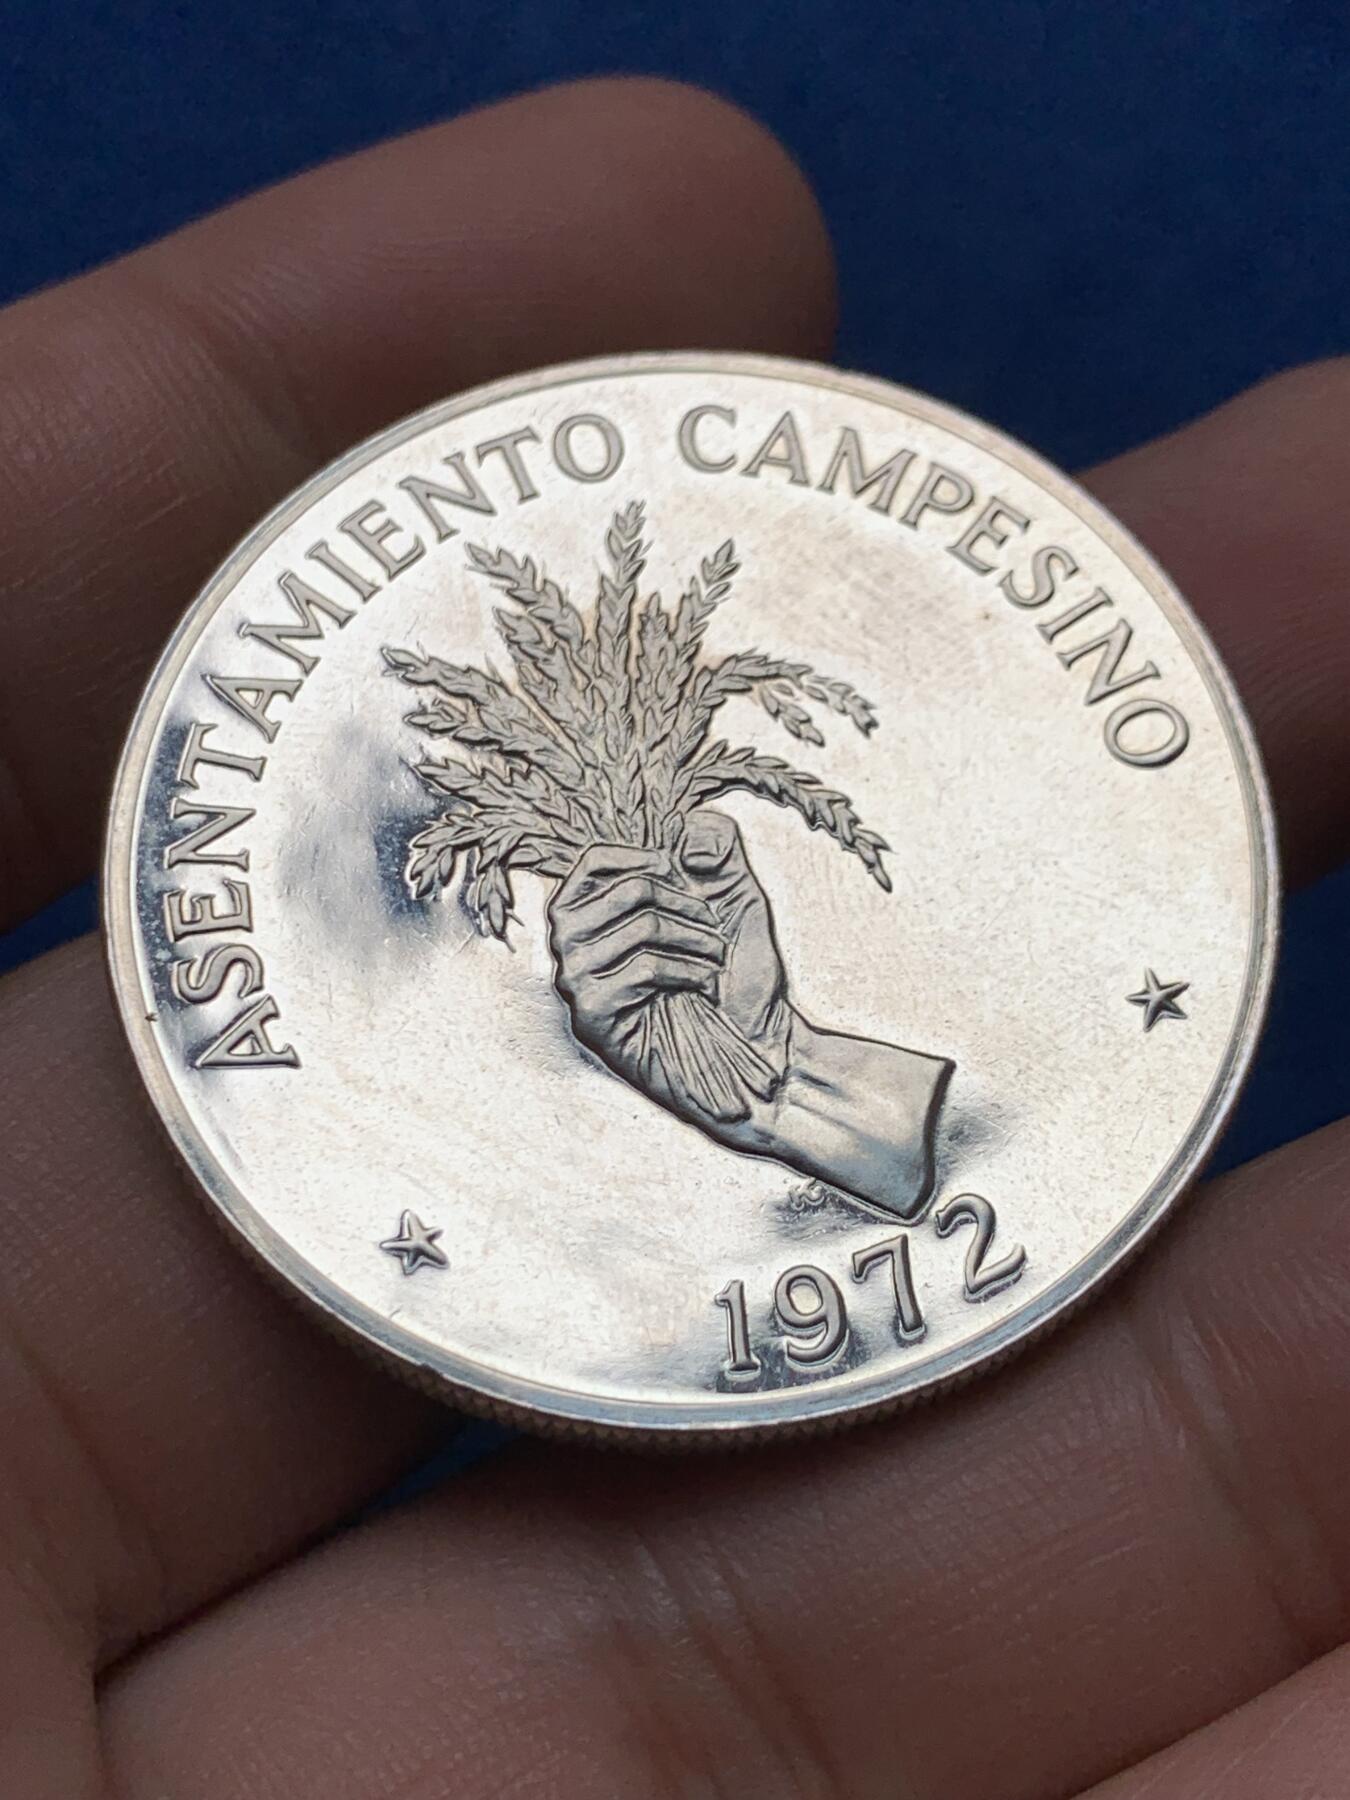 ASENTAMIENTO CAMPESINO
1972